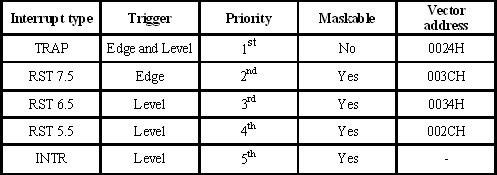 Interrupt type Trigger Priority Maskable Vector address
TRAP Edge and Level 1st No 0024H
RST 7.5 Edge 2nd Yes 003CH
RST 6.5 Level 3rd Yes 0034H
RST 5.5 Level 4th Yes 002CH
INTR Level 5th Yes -